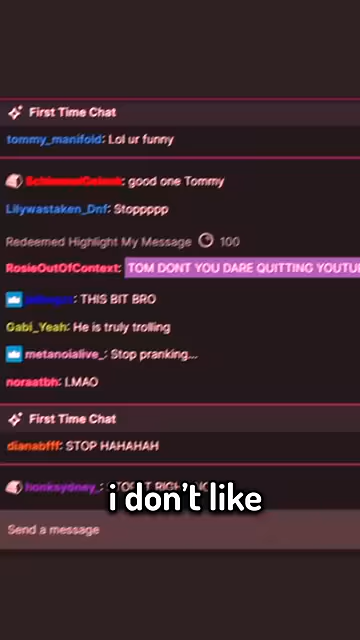 First Time Chat
tommy_manifold: Lol ur funny
: good one Tommy
Lilywastaken_Dnf: Stoppppp
Redeemed Highlight My Message 100
RosieOutOfContext: TOM DONT YOU DARE QUITTING YOUTU
: THIS BIT BRO
Gabi_Yeah: He is truly trolling
metanoialive_: Stop pranking...
noraatbh: LMAO
First Time Chat
dianabfff: STOP HAHAHAH
honksydney_:
i don't like
Send a message